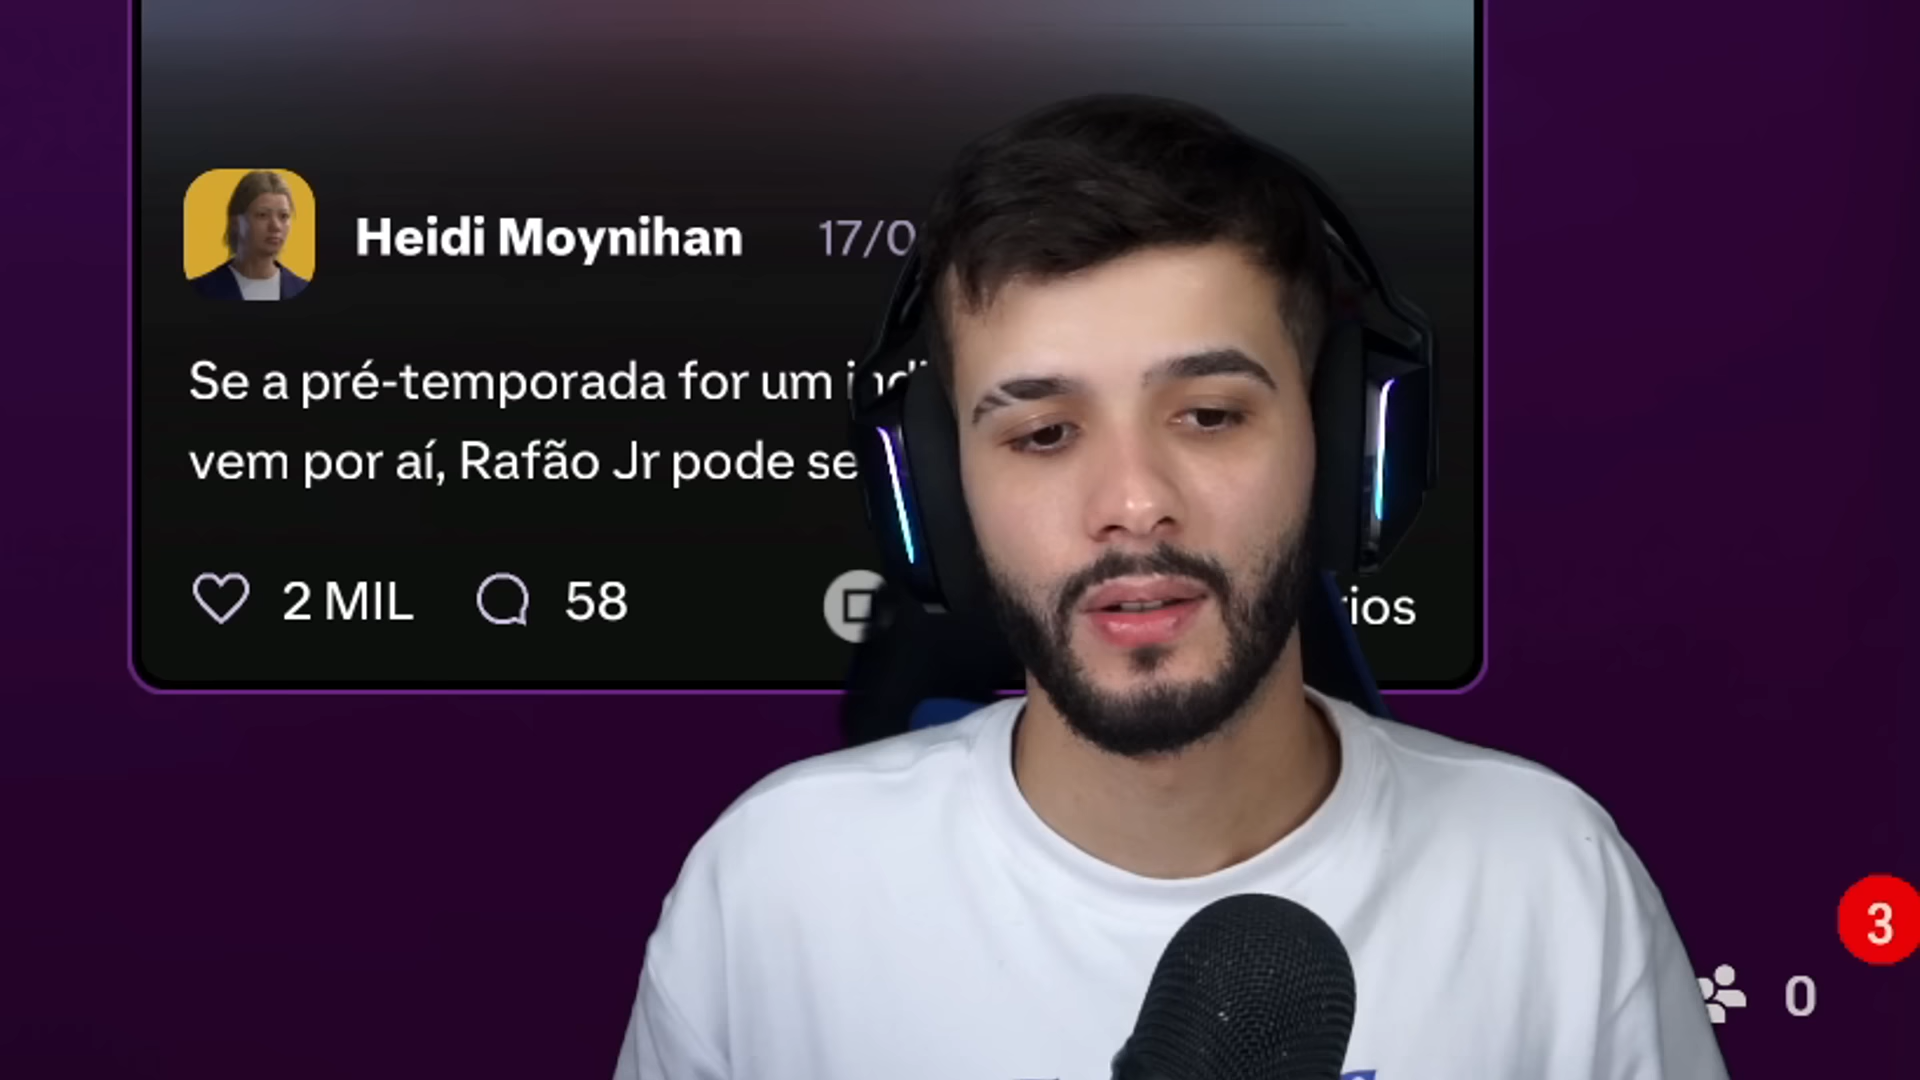 Heidi Moynihan 17/0
Se a pré-temporada for um
vem por aí, Rafão Jr pode se
2 MIL 58 rios
3
0